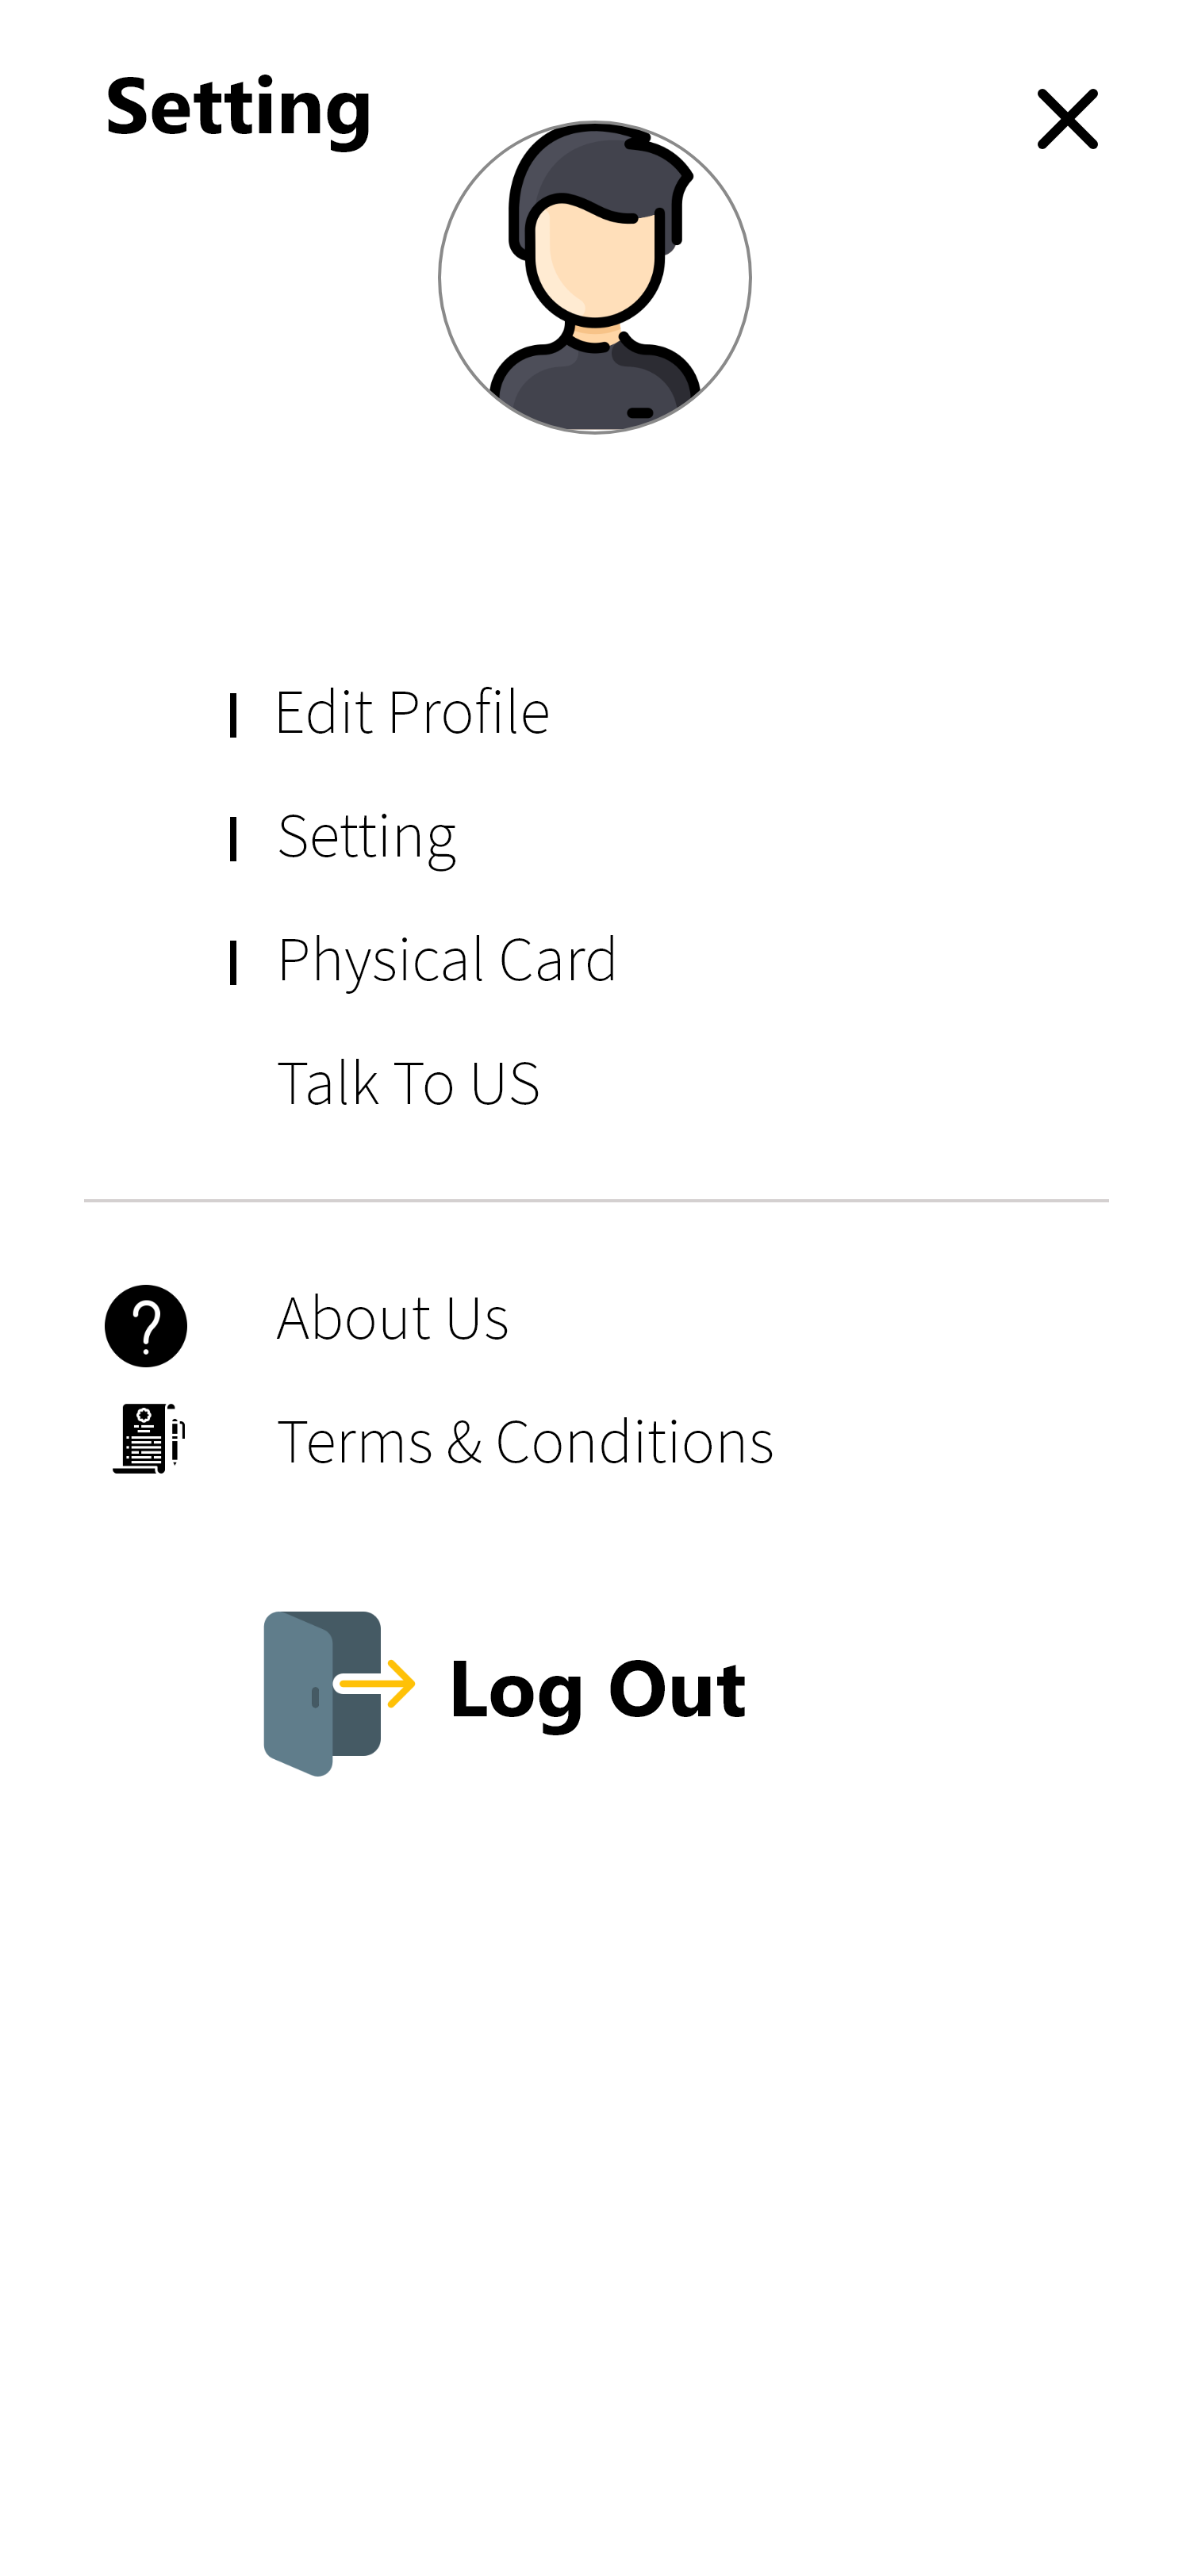 Setting
Edit Profile
Setting
Physical Card
Talk To US
About Us
Terms & Conditions
Log Out